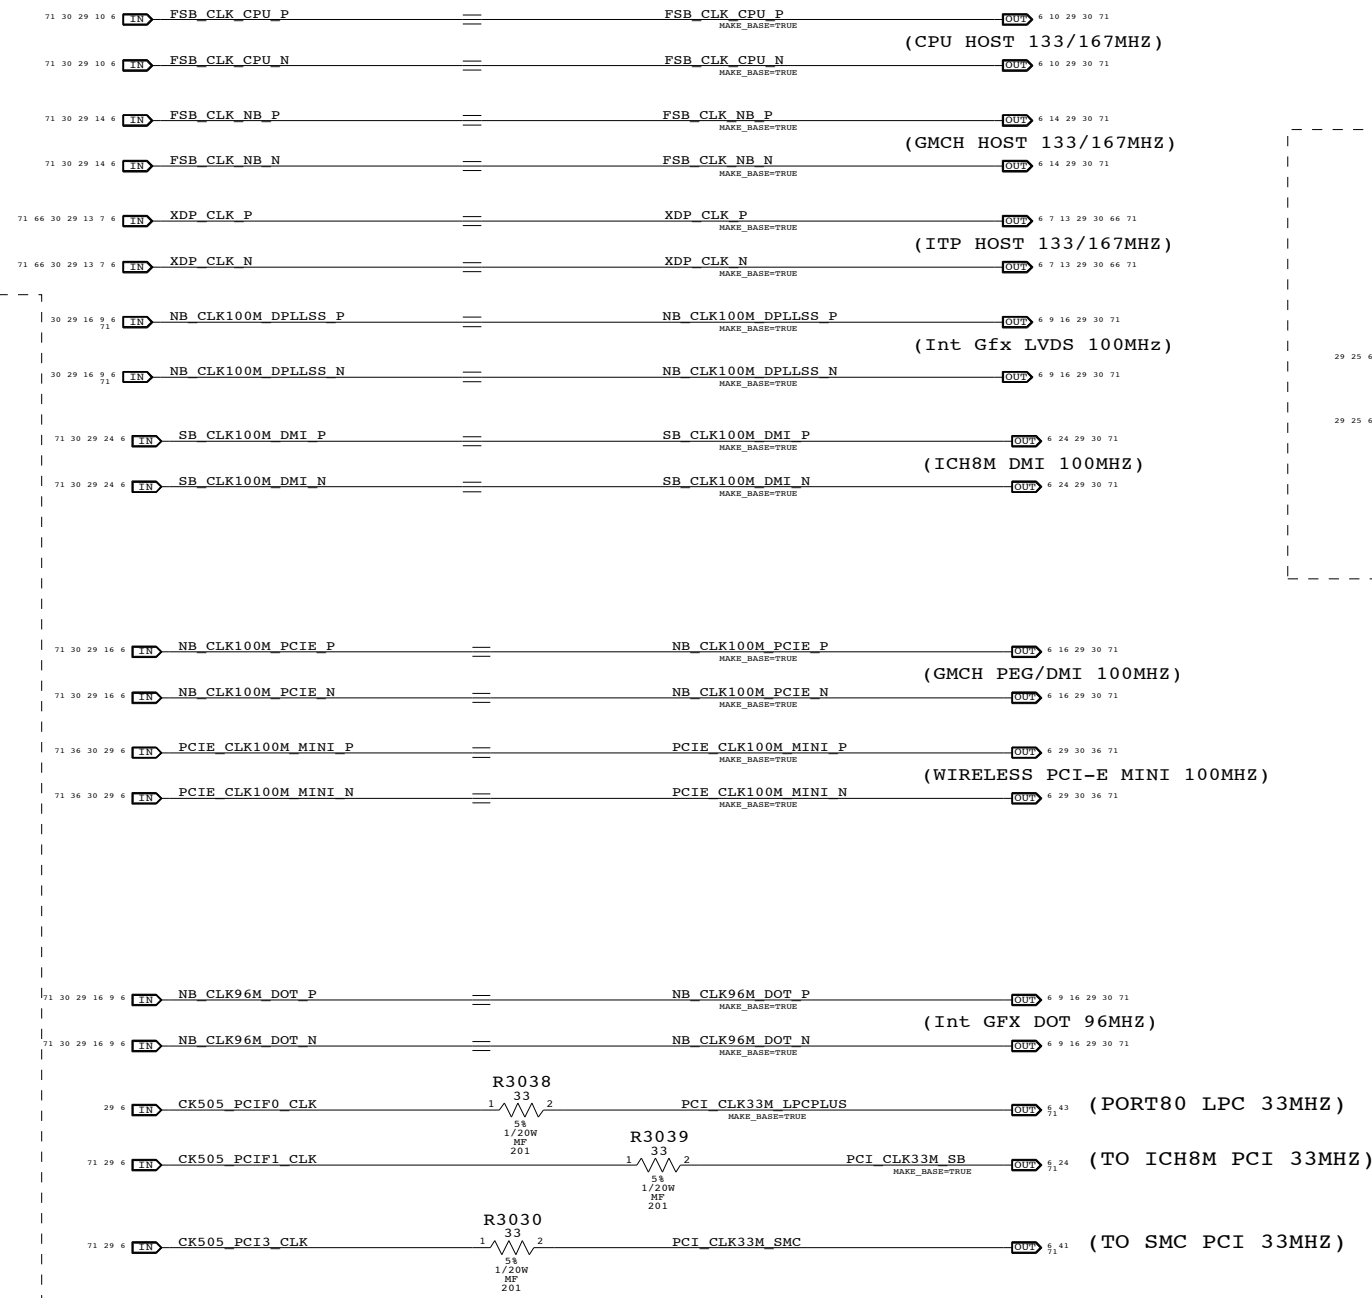 71 30 29 10 6 IN FSB_CLK_CPU_P FSB_CLK_CPU_P OUT 6 10 29 30 71
MAKE_BASE=TRUE
(CPU HOST 133/167MHZ)
71 30 29 10 6 IN FSB_CLK_CPU_N FSB_CLK_CPU_N OUT 6 10 29 30 71
MAKE_BASE=TRUE
71 30 29 14 6 IN FSB_CLK_NB_P FSB_CLK_NB_P OUT 6 14 29 30 71
MAKE_BASE=TRUE
(GMCH HOST 133/167MHZ)
71 30 29 14 6 IN FSB_CLK_NB_N FSB_CLK_NB_N OUT 6 14 29 30 71
MAKE_BASE=TRUE
71 66 30 29 13 7 6 IN XDP_CLK_P XDP_CLK_P OUT 6 7 13 29 30 66 71
MAKE_BASE=TRUE
(ITP HOST 133/167MHZ)
71 66 30 29 13 7 6 IN XDP_CLK_N XDP_CLK_N OUT 6 7 13 29 30 66 71
MAKE_BASE=TRUE
30 29 16 9 6 IN NB_CLK100M_DPLLSS_P NB_CLK100M_DPLLSS_P OUT 6 9 16 29 30 71
71 MAKE_BASE=TRUE
(Int Gfx LVDS 100MHz)
29 25 6
30 29 16 9 6 IN NB_CLK100M_DPLLSS_N NB_CLK100M_DPLLSS_N OUT 6 9 16 29 30 71
71 MAKE_BASE=TRUE
29 25 6
71 30 29 24 6 IN SB_CLK100M_DMI_P SB_CLK100M_DMI_P OUT 6 24 29 30 71
MAKE_BASE=TRUE
(ICH8M DMI 100MHZ)
71 30 29 24 6 IN SB_CLK100M_DMI_N SB_CLK100M_DMI_N OUT 6 24 29 30 71
MAKE_BASE=TRUE
71 30 29 16 6 IN NB_CLK100M_PCIE_P NB_CLK100M_PCIE_P OUT 6 16 29 30 71
MAKE_BASE=TRUE
(GMCH PEG/DMI 100MHZ)
71 30 29 16 6 IN NB_CLK100M_PCIE_N NB_CLK100M_PCIE_N OUT 6 16 29 30 71
MAKE_BASE=TRUE
71 36 30 29 6 IN PCIE_CLK100M_MINI_P PCIE_CLK100M_MINI_P OUT 6 29 30 36 71
MAKE_BASE=TRUE
(WIRELESS PCI-E MINI 100MHZ)
71 36 30 29 6 IN PCIE_CLK100M_MINI_N PCIE_CLK100M_MINI_N OUT 6 29 30 36 71
MAKE_BASE=TRUE
71 30 29 16 9 6 IN NB_CLK96M_DOT_P NB_CLK96M_DOT_P OUT 6 9 16 29 30 71
MAKE_BASE=TRUE
(Int GFX DOT 96MHZ)
71 30 29 16 9 6 IN NB_CLK96M_DOT_N NB_CLK96M_DOT_N OUT 6 9 16 29 30 71
MAKE_BASE=TRUE
R3038
33
29 6 IN CK505_PCIF0_CLK 1 2 PCI_CLK33M_LPCPLUS OUT 6 43 (PORT80 LPC 33MHZ)
71
MAKE_BASE=TRUE
5%
1/20W
MF
201
R3039
33
71 29 6 IN CK505_PCIF1_CLK 1 2 PCI_CLK33M_SB OUT 6 24 (TO ICH8M PCI 33MHZ)
71
MAKE_BASE=TRUE
5%
1/20W
MF
201
R3030
33
71 29 6 IN CK505_PCI3_CLK 1 2 PCI_CLK33M_SMC OUT 6 41 (TO SMC PCI 33MHZ)
71
5%
1/20W
MF
201